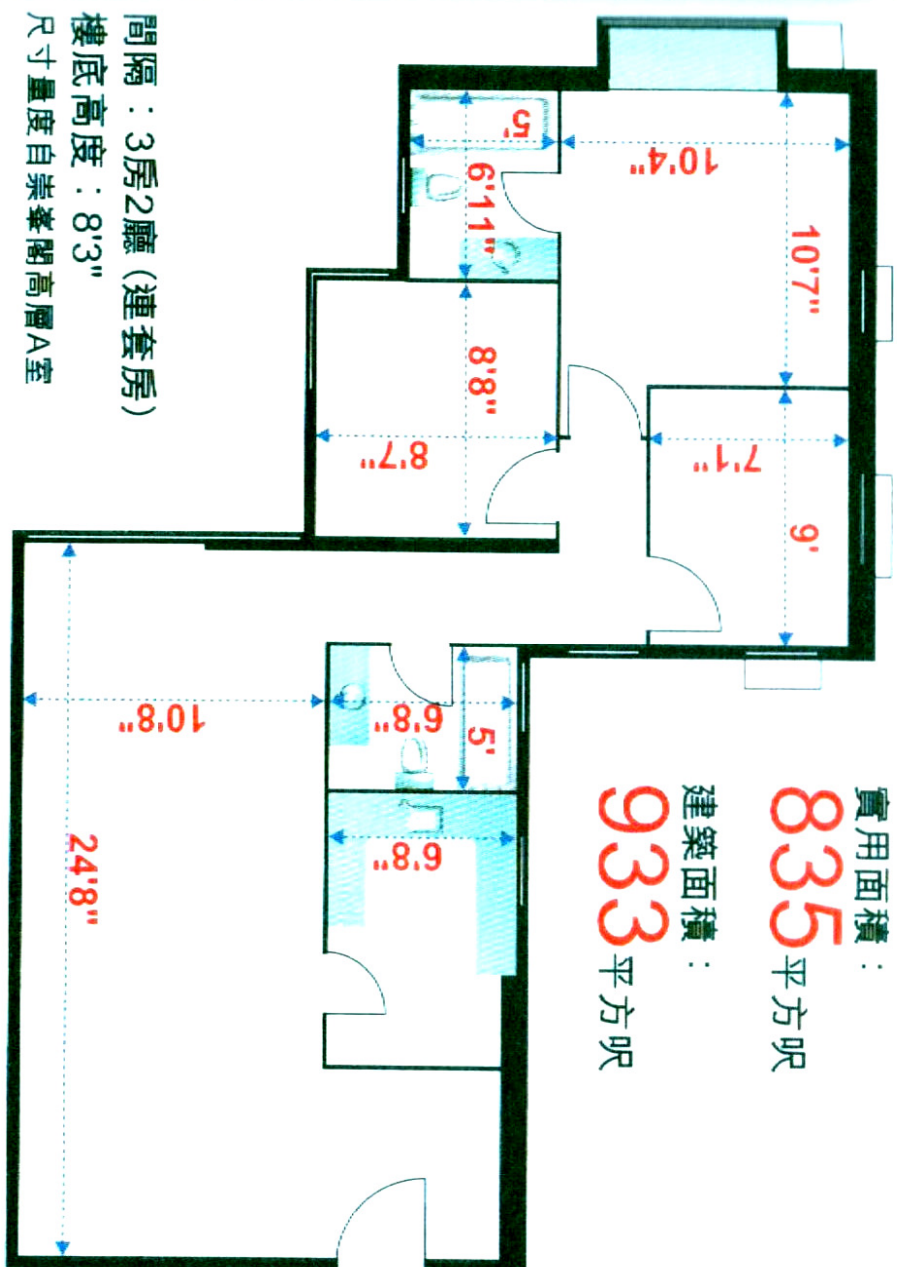 實用面積：
835平方呎
建築面積：
933平方呎
間隔：3房2廳（連套房）
樓底高度：8'3"
尺寸量度自崇峯閣高層A室
5'
6'11"
10'4"
10'7"
8'8"
8'7"
7'1"
9'
10'8"
6'8"
5'
6'8"
24'8"